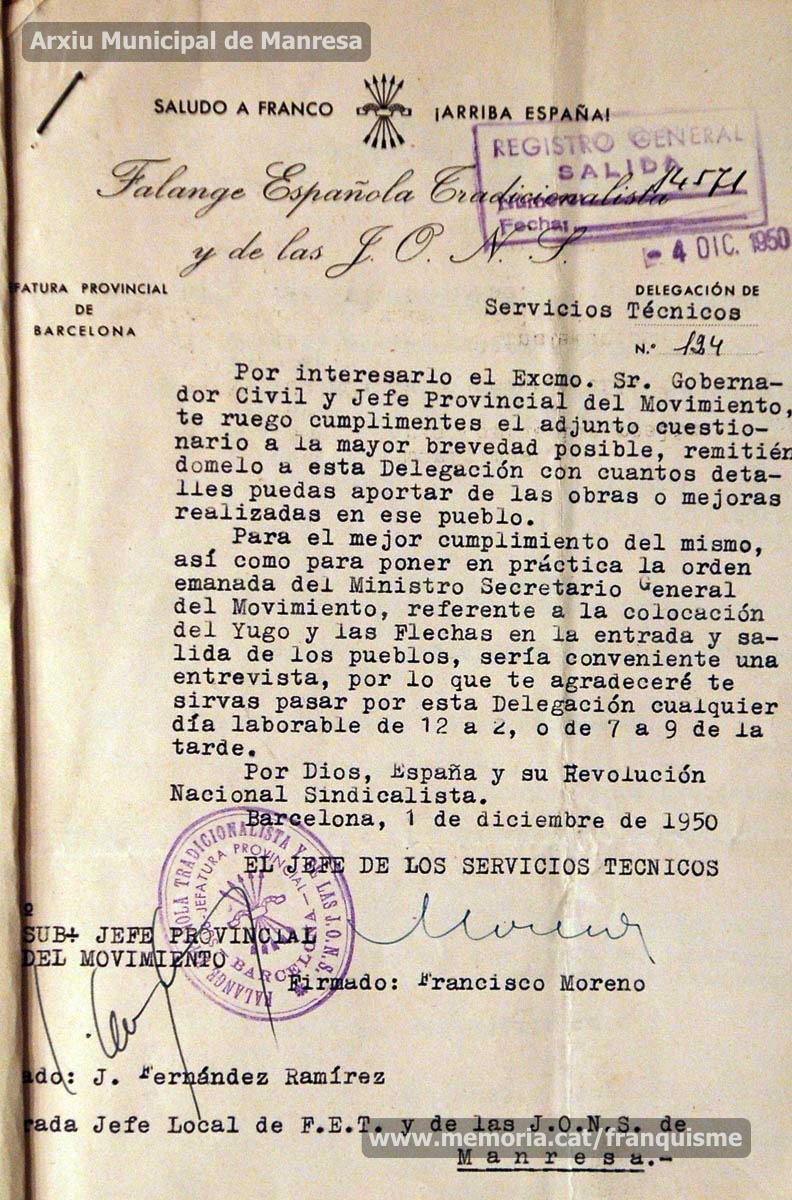 Arxiu Municipal de Manresa
SALUDO A FRANCO ¡ARRIBA ESPAÑA!
REGISTRO GENERAL
SALIDA
14571
Fecha:
- 4 DIC. 1950
Falange Española Tradicionalista
y de las J. O. N. S.
FATURA PROVINCIAL
DE
BARCELONA
DELEGACIÓN DE
Servicios Técnicos
N.º 124
Por interesarlo el Excmo. Sr. Goberna-
dor Civil y Jefe Provincial del Movimiento,
te ruego cumplimentes el adjunto cuestio-
nario a la mayor brevedad posible, remitién
domelo a esta Delegación con cuantos deta-
lles puedas aportar de las obras o mejoras
realizadas en ese pueblo.
Para el mejor cumplimiento del mismo,
así como para poner en práctica la orden
emanada del Ministro Secretario General
del Movimiento, referente a la colocación
del Yugo y las Flechas en la entrada y sa-
lida de los pueblos, sería conveniente una
entrevista, por lo que te agradeceré te
sirvas pasar por esta Delegación cualquier
día laborable de 12 a 2, o de 7 a 9 de la
tarde.
Por Dios, España y su Revolución
Nacional Sindicalista.
Barcelona, 1 de diciembre de 1950
EL JEFE DE LOS SERVICIOS TECNICOS
FALANGE ESPAÑOLA TRADICIONALISTA Y DE LAS J.O.N.S.
JEFATURA PROVINCIAL
BARCELONA
Moreno
º
SUB- JEFE PROVINCIAL
DEL MOVIMIENTO
Firmado: Francisco Moreno
ado: J. Fernández Ramírez
rada Jefe Local de F.E.T. y de las J.O.N.S. de
www.memoria.cat/franquisme
Manresa.-